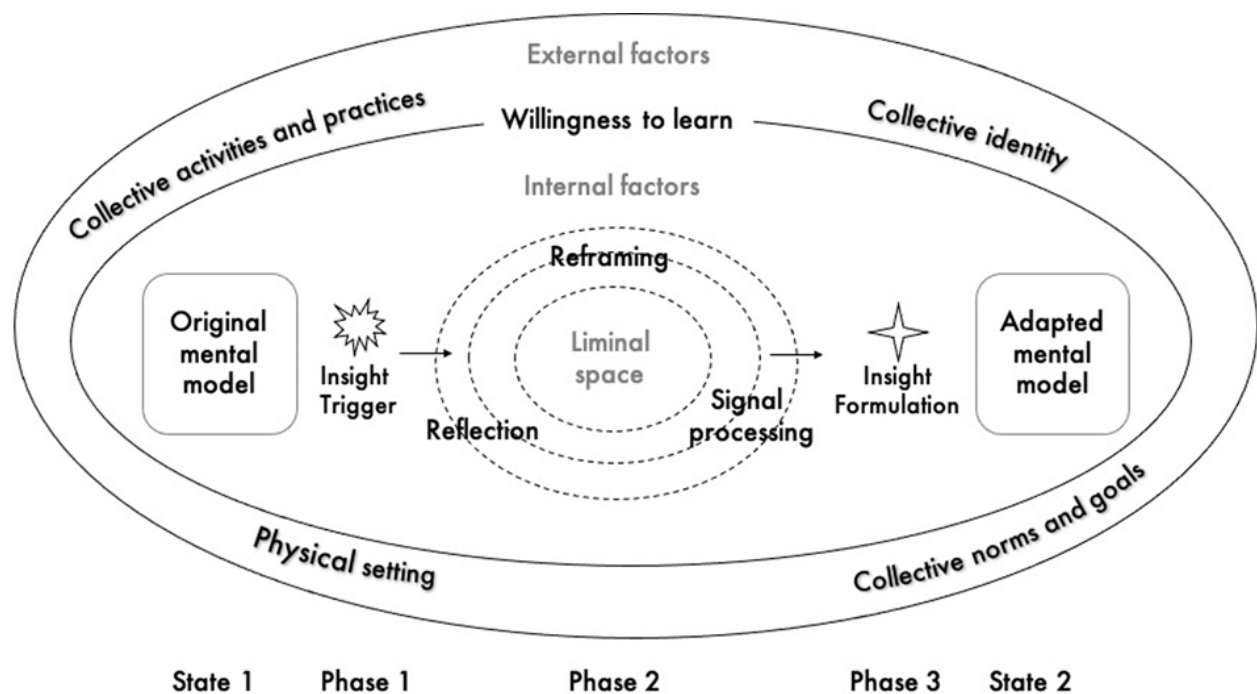 External factors
Collective activities and practices
Willingness to learn
Collective identity
Internal factors
Original
mental
model
Insight
Trigger
Reframing
Liminal
space
Reflection
Signal
processing
Insight
Formulation
Adapted
mental
model
Physical setting
Collective norms and goals
State 1
Phase 1
Phase 2
Phase 3
State 2